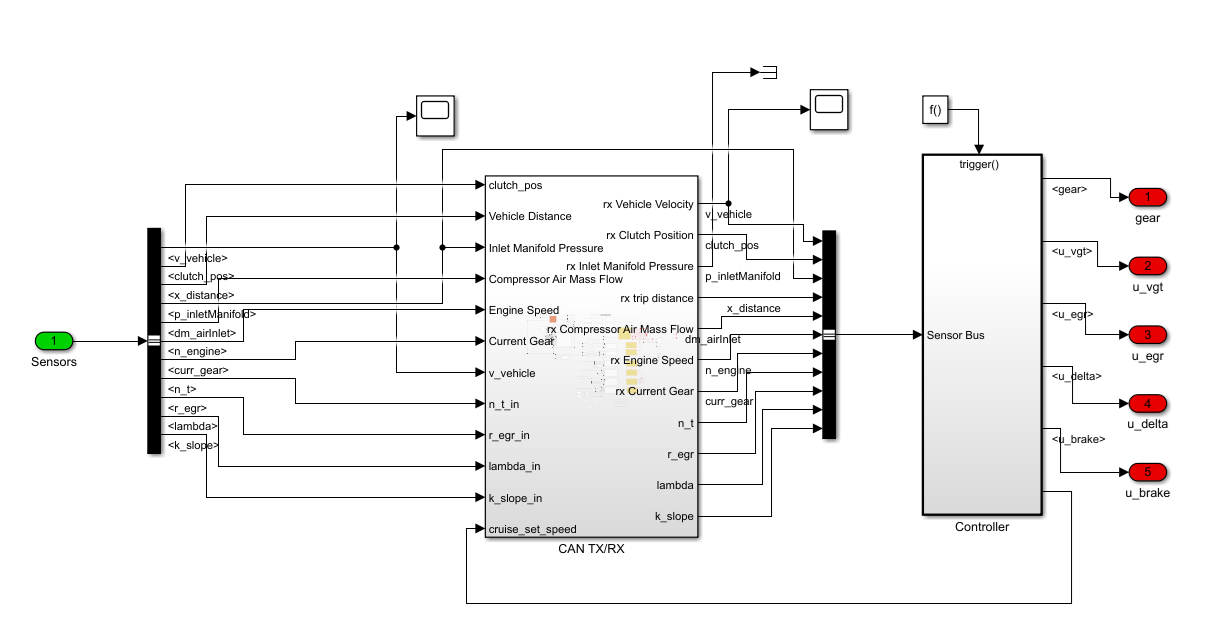 f()
trigger()
clutch_pos
Vehicle Distance
Inlet Manifold Pressure
Compressor Air Mass Flow
Engine Speed
Current Gear
v_vehicle
n_t_in
r_egr_in
lambda_in
k_slope_in
cruise_set_speed
rx Vehicle Velocity
rx Clutch Position
rx Inlet Manifold Pressure
rx trip distance
rx Compressor Air Mass Flow
rx Engine Speed
rx Current Gear
n_t
r_egr
lambda
k_slope
CAN TX/RX
1
Sensors
<v_vehicle>
<clutch_pos>
<x_distance>
<p_inletManifold>
<dm_airInlet>
<n_engine>
<curr_gear>
<n_t>
<r_egr>
<lambda>
<k_slope>
v_vehicle
clutch_pos
p_inletManifold
x_distance
dm_airInlet
n_engine
curr_gear
Sensor Bus
Controller
<gear>
<u_vgt>
<u_egr>
<u_delta>
<u_brake>
1
gear
2
u_vgt
3
u_egr
4
u_delta
5
u_brake